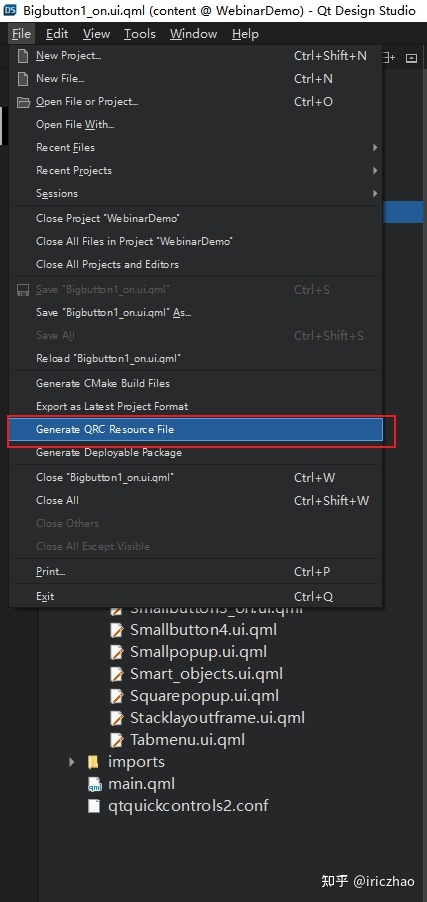 DS Bigbutton1_on.ui.qml (content @ WebinarDemo) - Qt Design Studio
File Edit View Tools Window Help
New Project... Ctrl+Shift+N
New File... Ctrl+N
Open File or Project... Ctrl+O
Open File With...
Recent Files
Recent Projects
Sessions
Close Project "WebinarDemo"
Close All Files in Project "WebinarDemo"
Close All Projects and Editors
Save "Bigbutton1_on.ui.qml" Ctrl+S
Save "Bigbutton1_on.ui.qml" As...
Save All Ctrl+Shift+S
Reload "Bigbutton1_on.ui.qml"
Generate CMake Build Files
Export as Latest Project Format
Generate QRC Resource File
Generate Deployable Package
Close "Bigbutton1_on.ui.qml" Ctrl+W
Close All Ctrl+Shift+W
Close Others
Close All Except Visible
Print... Ctrl+P
Exit Ctrl+Q
Smallbutton3_on.ui.qml
Smallbutton4.ui.qml
Smallpopup.ui.qml
Smart_objects.ui.qml
Squarepopup.ui.qml
Stacklayoutframe.ui.qml
Tabmenu.ui.qml
imports
main.qml
qtquickcontrols2.conf
知乎 @iriczhao